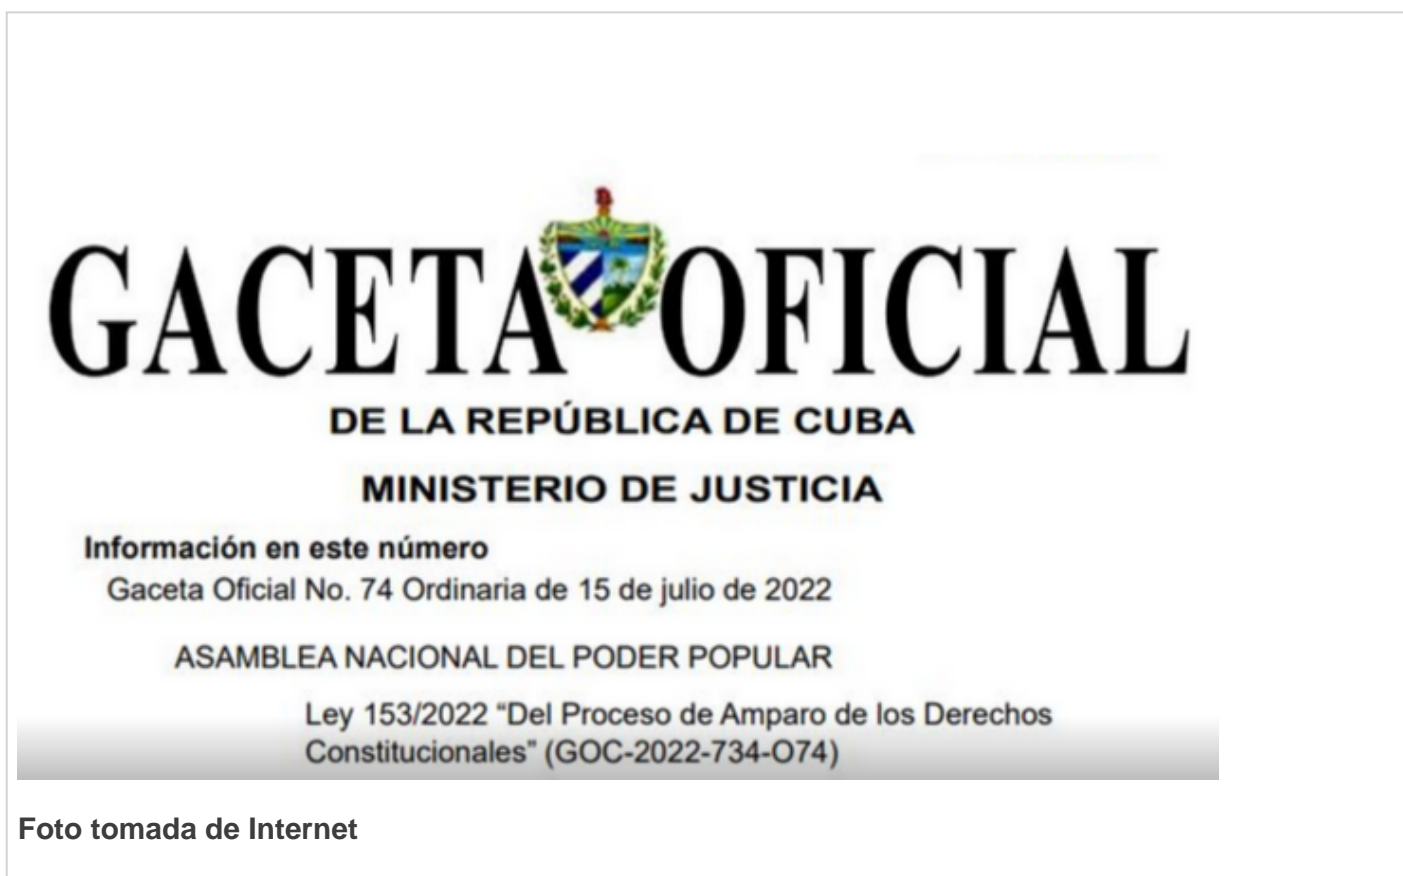 GACETA OFICIAL
DE LA REPÚBLICA DE CUBA
MINISTERIO DE JUSTICIA
Información en este número
Gaceta Oficial No. 74 Ordinaria de 15 de julio de 2022
ASAMBLEA NACIONAL DEL PODER POPULAR
Ley 153/2022 “Del Proceso de Amparo de los Derechos
Constitucionales” (GOC-2022-734-O74)
Foto tomada de Internet